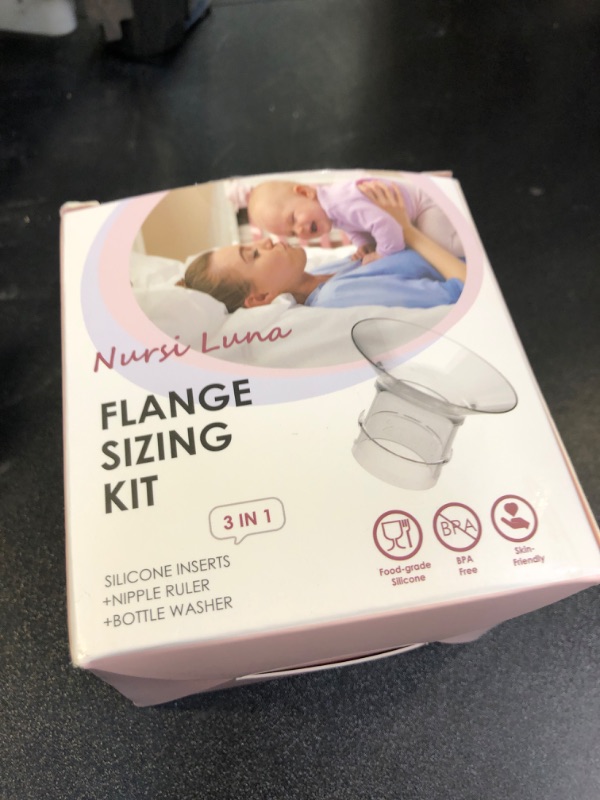 Nursi Luna
FLANGE
SIZING
KIT
3 IN 1
SILICONE INSERTS
+NIPPLE RULER
+BOTTLE WASHER
Food-grade
Silicone
BPA
BPA
Free
Skin-
Friendly